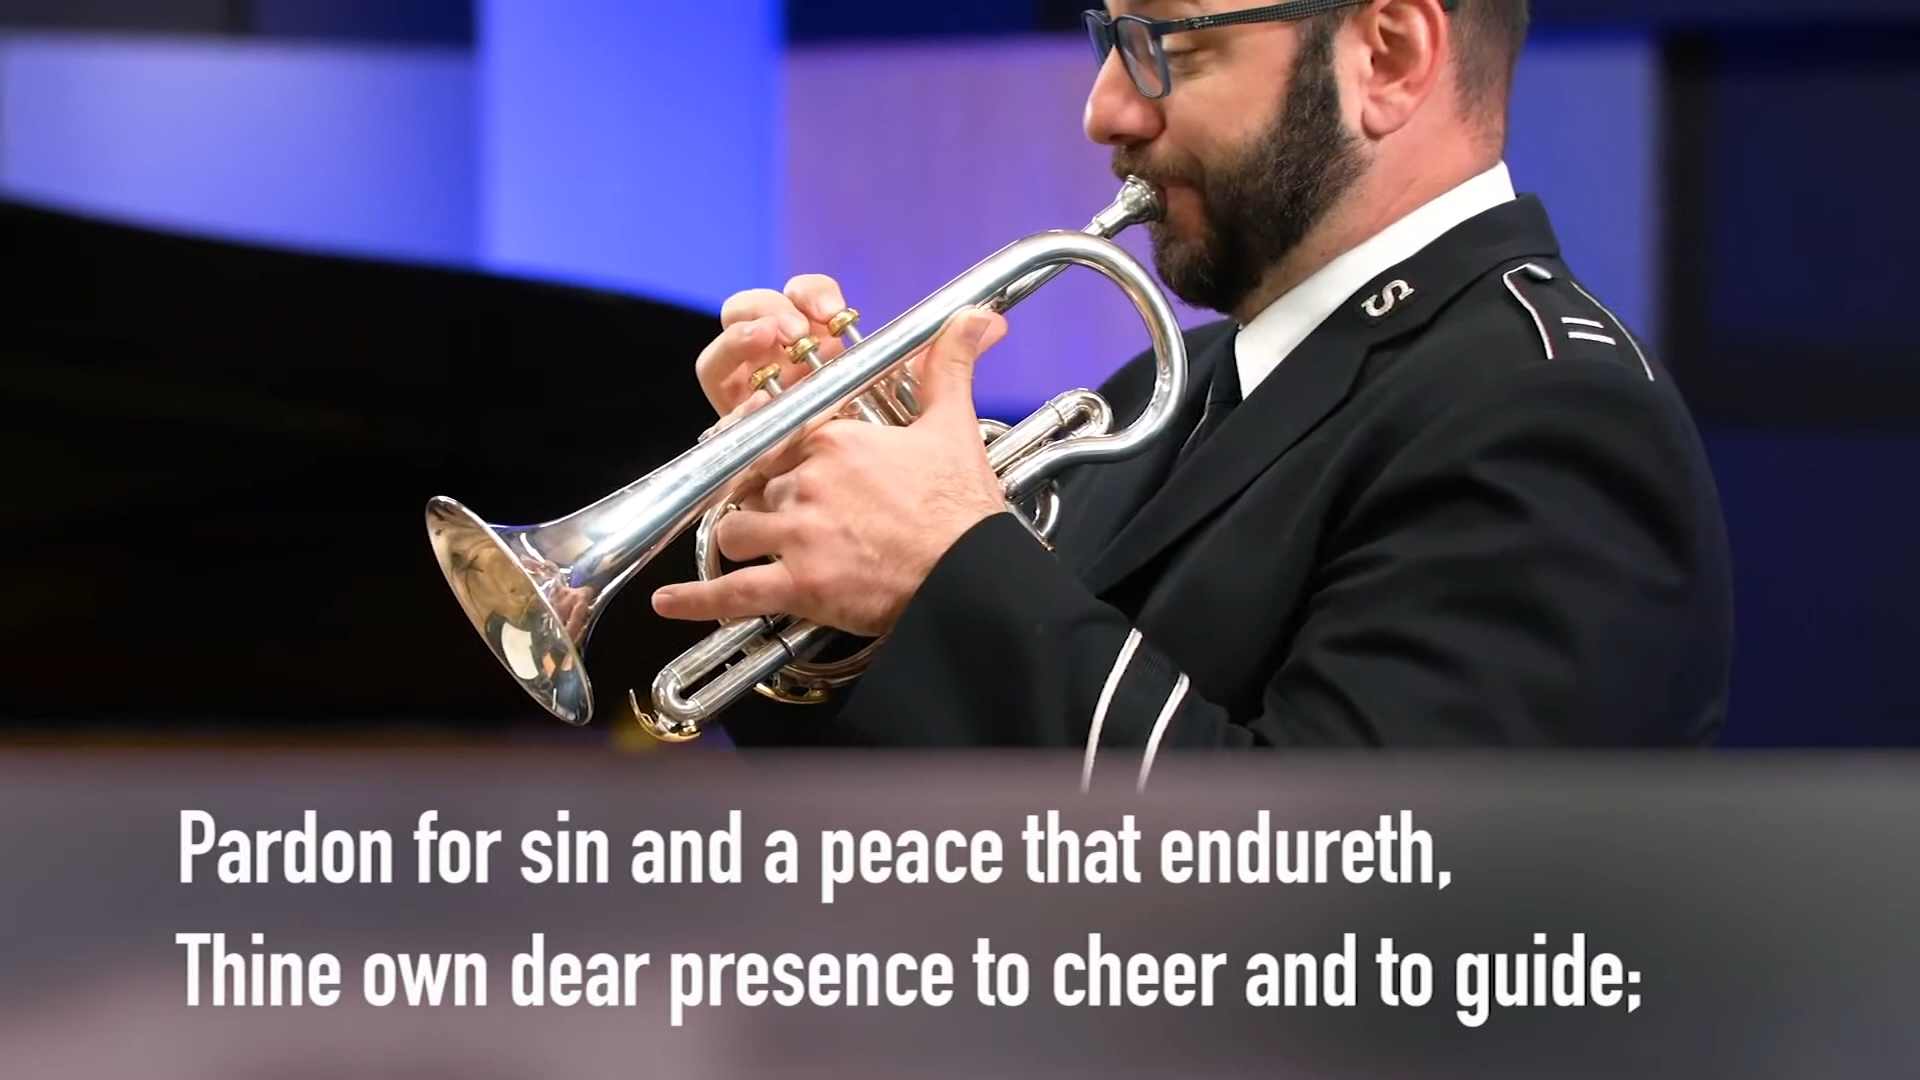 S
Pardon for sin and a peace that endureth,
Thine own dear presence to cheer and to guide;